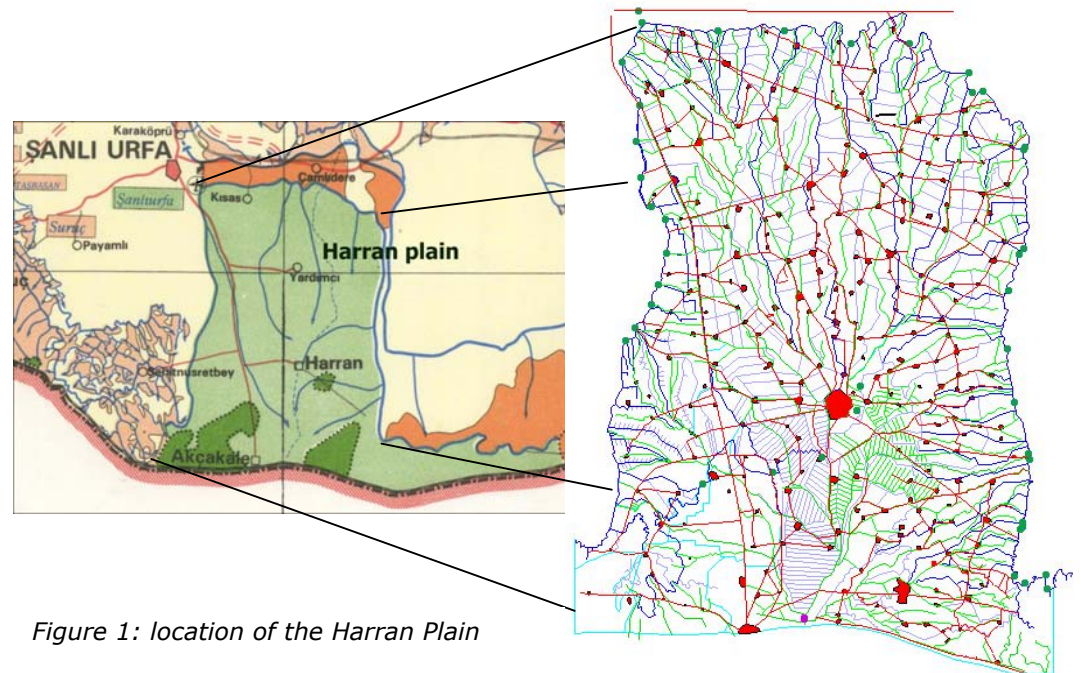 Karaköprü
ŞANLI URFA
Çamlıdere
Şanlıurfa
Kısas
Suruç
Payamlı
Harran plain
Yardımcı
Harran
Akçakale
Figure 1: location of the Harran Plain